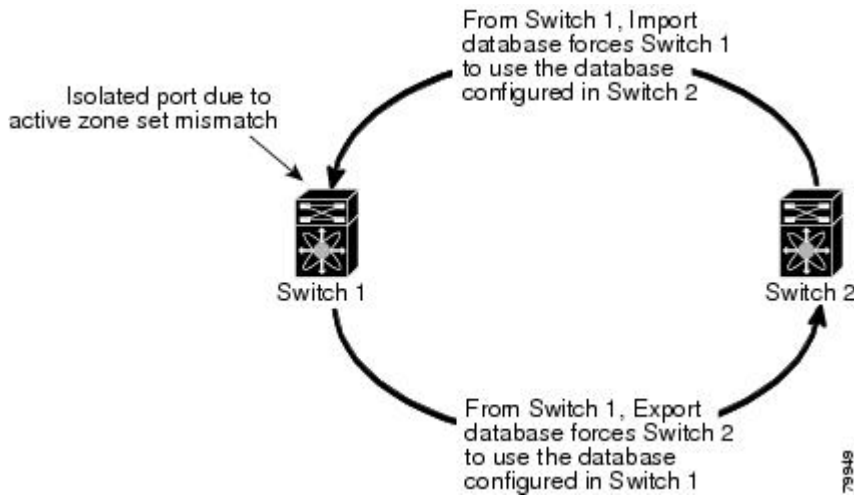 From Switch 1, Import
database forces Switch 1
to use the database
configured in Switch 2
Isolated port due to
active zone set mismatch
Switch 1
Switch 2
From Switch 1, Export
database forces Switch 2
to use the database
configured in Switch 1
79949